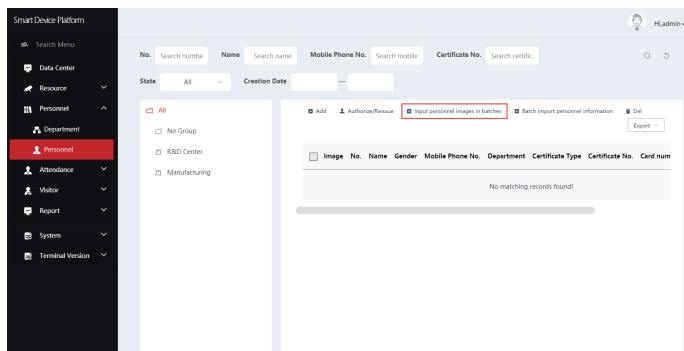 Smart Device Platform
Hi,admin
Search Menu
No. Search numbe Name Search name Mobile Phone No. Search mobile Certificate No. Search certific.
Data Center
State All Creation Date —
Resource
Personnel
All
Add Authorize/Reissue Input personnel images in batches Batch import personnel information Del
Export
Department
No Group
Personnel
R&D Center
Image No. Name Gender Mobile Phone No. Department Certificate Type Certificate No. Card num
Attendance
Manufacturing
Visitor
No matching records found!
Report
System
Terminal Version